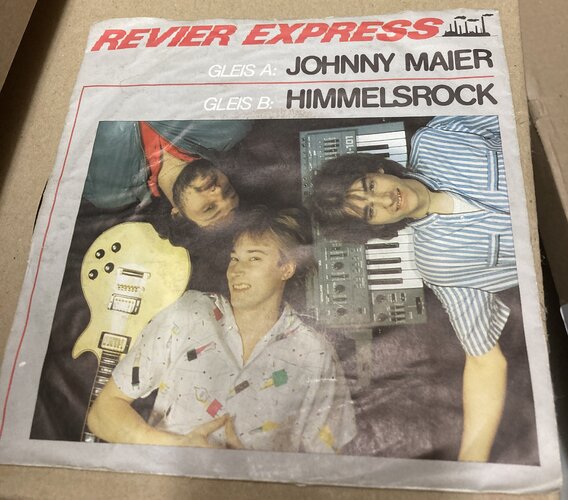 REVIER EXPRESS
GLEIS A: JOHNNY MAIER
GLEIS B: HIMMELSROCK